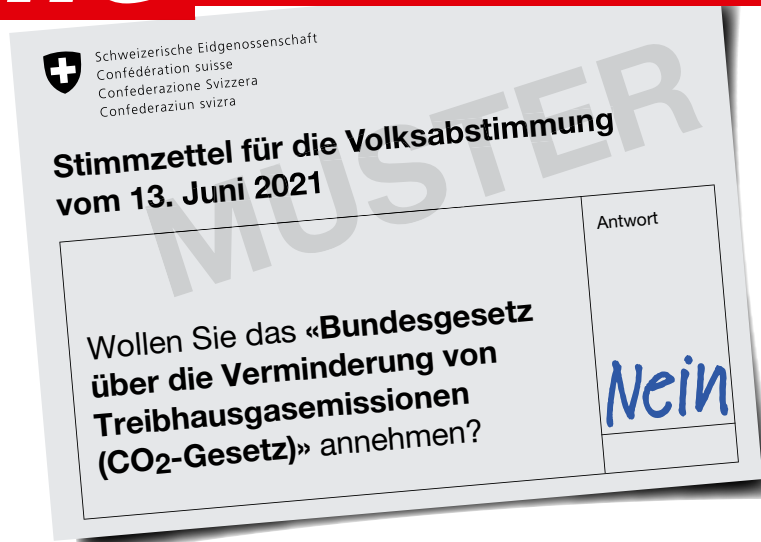 Schweizerische Eidgenossenschaft
Confédération suisse
Confederazione Svizzera
Confederaziun svizra
MUSTER
Stimmzettel für die Volksabstimmung
vom 13. Juni 2021
Antwort
Wollen Sie das «Bundesgesetz
über die Verminderung von
Treibhausgasemissionen
(CO2-Gesetz)» annehmen?
Nein